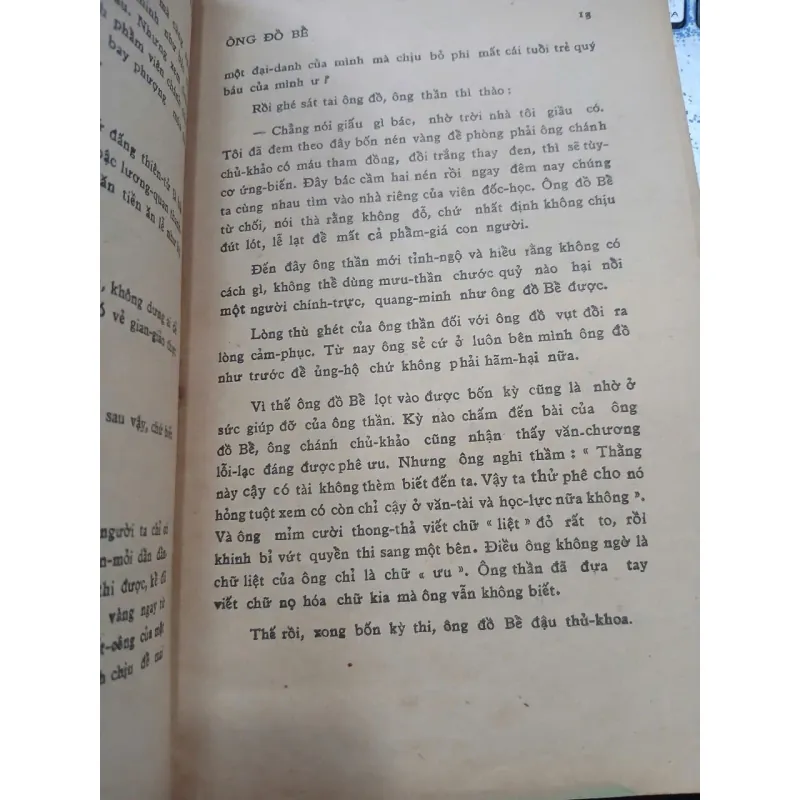 ÔNG ĐỒ BỀ
một đại-danh của mình mà chịu bỏ phi mất cái tuổi trẻ quý
báu của mình ư ?
Rồi ghé sát tai ông đồ, ông thần thì thào :
— Chẳng nói giấu gì bác, nhờ trời nhà tôi giầu có.
Tôi đã đem theo đây bốn nén vàng đề phòng phải ông chánh
chủ-khảo có máu tham đồng, đồi trắng thay đen, thì sẽ tùy-
cơ ứng-biến. Đây bác cầm hai nén rồi ngay đêm nay chúng
ta cùng nhau tìm vào nhà riêng của viên đốc-học. Ông đồ Bề
từ chối, nói thà rằng không đỗ, chứ nhất định không chịu
đút lót, lễ lạt đề mất cả phầm-giá con người.
Đến đây ông thần mới tỉnh-ngộ và hiều rằng không có
cách gì, không thề dùng mưu-thần chước quỷ nào hại nồi
một người chính-trực, quang-minh như ông đồ Bề được.
Lòng thù ghét của ông thần đối với ông đồ vụt đồi ra
lòng cảm-phục. Từ nay ông sẻ cứ ở luôn bên mình ông đồ
như trước đề ủng-hộ chứ không phải hãm-hại nữa.
Vì thế ông đồ Bề lọt vào được bốn kỳ cũng là nhờ ở
sức giúp đỡ của ông thần. Kỳ nào chấm đến bài của ông
đồ Bề, ông chánh chủ-khảo cũng nhận thấy văn-chương
lỗi-lạc đáng được phê ưu. Nhưng ông nghì thầm : « Thằng
này cậy có tài không thèm biết đến ta. Vậy ta thử phê cho nó
hỏng tuột xem có còn chỉ cậy ở văn-tài và học-lực nữa không ».
Và ông mỉm cười thong-thả viết chữ « liệt » đỏ rất to, rồi
khinh bỉ vứt quyền thi sang một bên. Điều ông không ngờ là
chữ liệt của ông chỉ là chữ « ưu ». Ông thần đã đựa tay
viết chữ nọ hóa chữ kia mà ông vẫn không biết.
Thế rồi, xong bốn kỳ thi, ông đồ Bề đậu thủ-khoa.